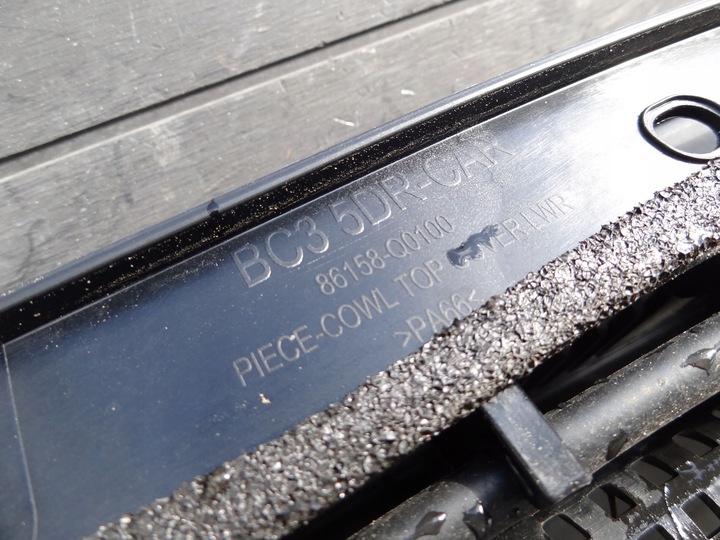 BC3 5DR-CAR
86158-Q0100
PIECE-COWL TOP COVER LWR
>PA66<